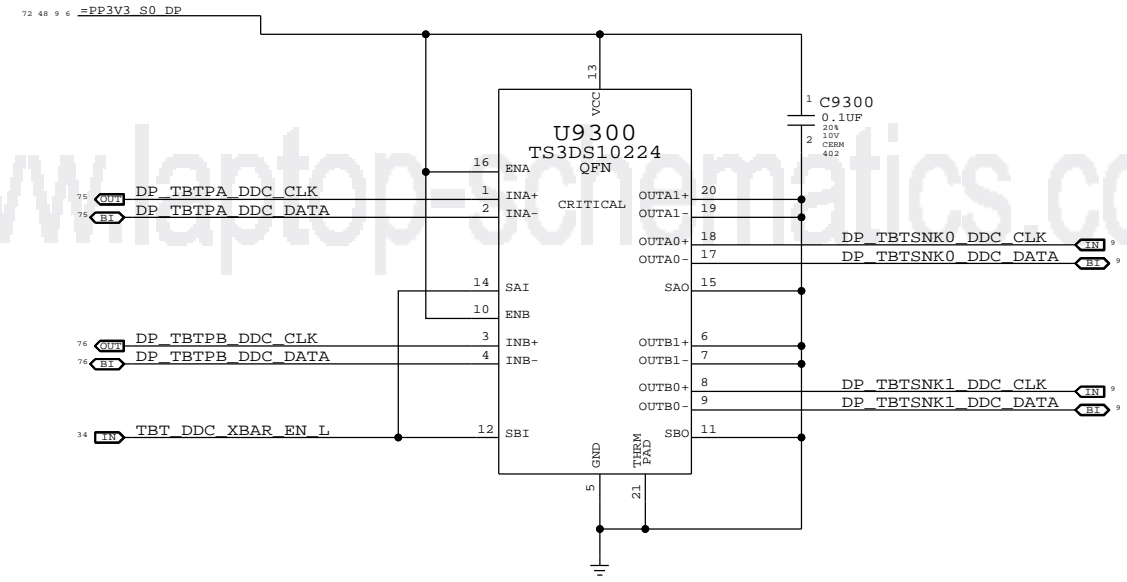 72 48 9 6 =PP3V3_S0_DP
13
VCC
1 C9300
0.1UF
20%
10V
2 CERM
402
U9300
TS3DS10224
QFN
CRITICAL
16 ENA
75 OUT DP_TBTPA_DDC_CLK 1 INA+
75 BI DP_TBTPA_DDC_DATA 2 INA-
OUTA1+ 20
OUTA1- 19
OUTA0+ 18 DP_TBTSNK0_DDC_CLK IN 9
OUTA0- 17 DP_TBTSNK0_DDC_DATA BI 9
14 SAI
SAO 15
10 ENB
76 OUT DP_TBTPB_DDC_CLK 3 INB+
76 BI DP_TBTPB_DDC_DATA 4 INB-
OUTB1+ 6
OUTB1- 7
OUTB0+ 8 DP_TBTSNK1_DDC_CLK IN 9
OUTB0- 9 DP_TBTSNK1_DDC_DATA BI 9
34 IN TBT_DDC_XBAR_EN_L 12 SBI
SBO 11
GND
THRM
PAD
5
21
www.laptop-schematics.co